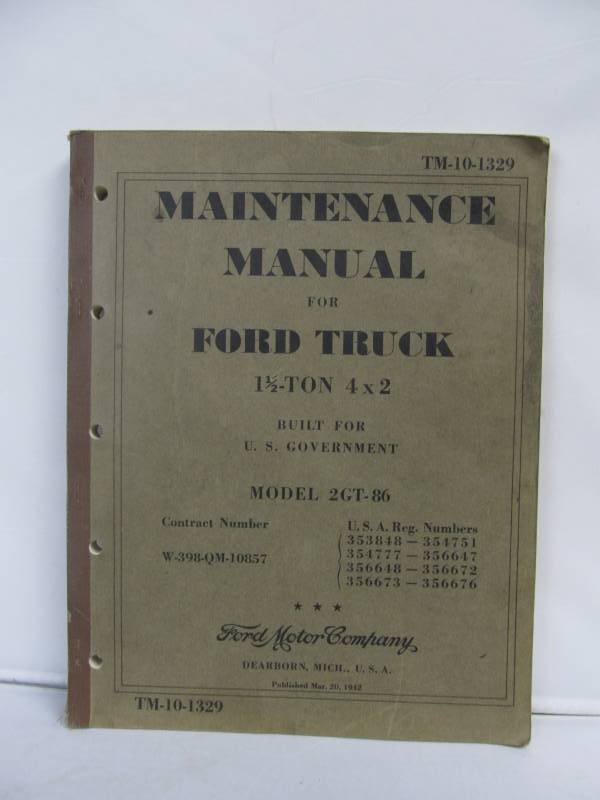 TM-10-1329
MAINTENANCE
MANUAL
FOR
FORD TRUCK
1½-TON 4 x 2
BUILT FOR
U. S. GOVERNMENT
MODEL 2GT-86
Contract Number
W-398-QM-10857
U. S. A. Reg. Numbers
353848 — 354751
354777 — 356647
356648 — 356672
356673 — 356676
★ ★ ★
Ford Motor Company
DEARBORN, MICH., U. S. A.
Published Mar. 20, 1942
TM-10-1329